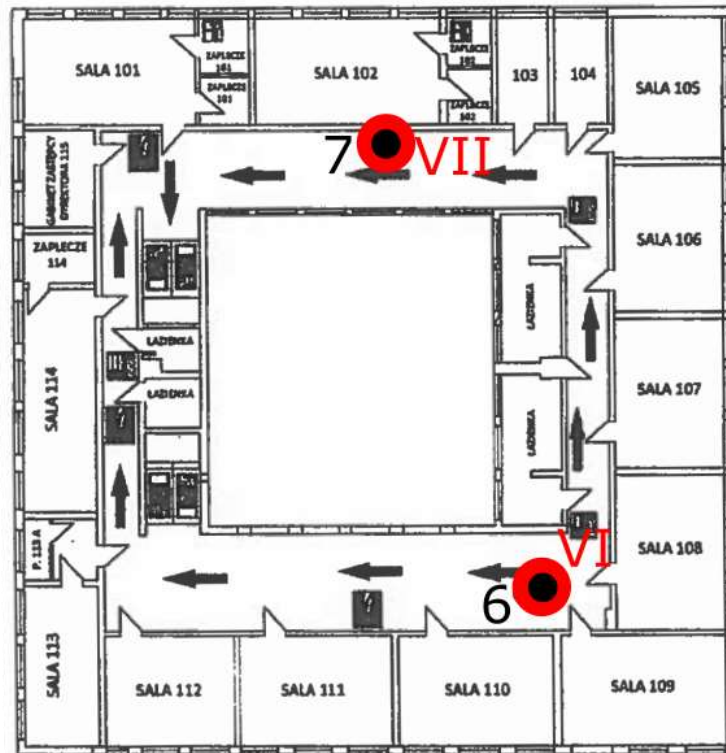 SALA 101
ZAPLECZE
101
ZAPLECZE
101
SALA 102
ZAPLECZE
102
ZAPLECZE
102
103
104
SALA 105
7
VII
GABINET ZASTĘPCY
DYREKTORA 115
ZAPLECZE
114
SALA 106
ŁAZIENKA
ŁAZIENKA
SALA 114
ŁAZIENKA
SALA 107
ŁAZIENKA
P. 113 A
VI
6
SALA 108
SALA 113
SALA 112
SALA 111
SALA 110
SALA 109